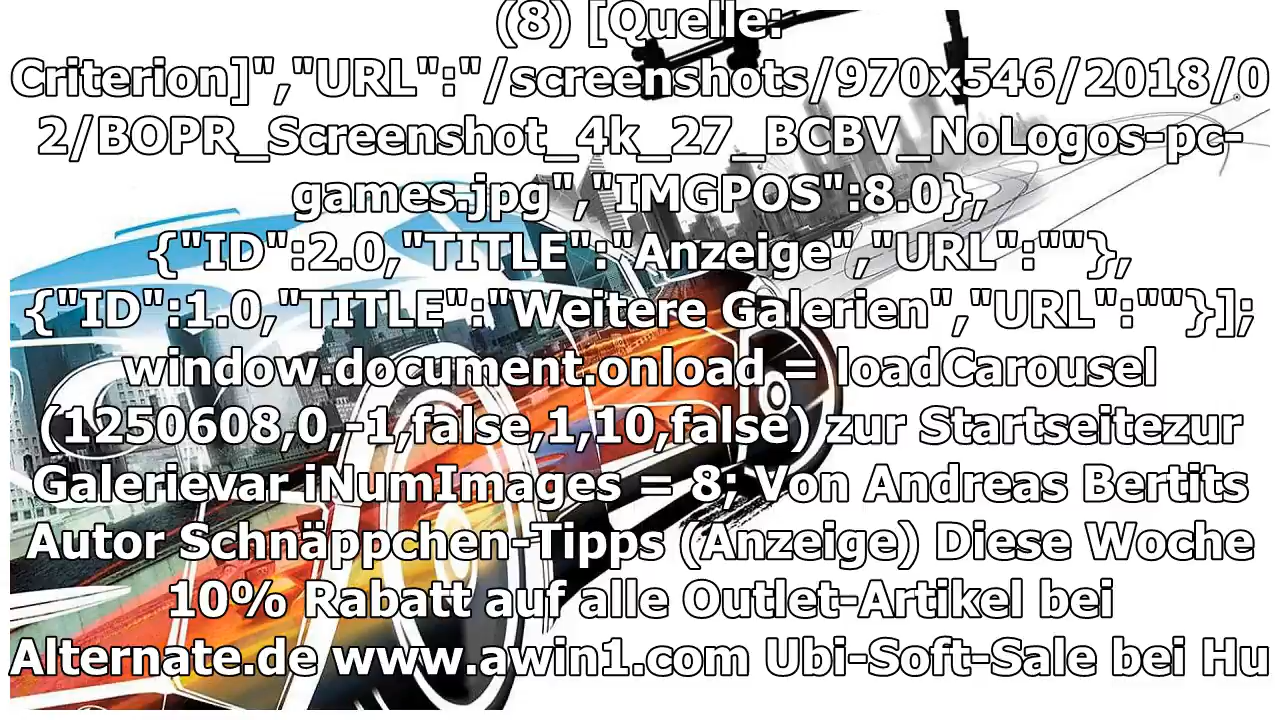 (8) [Quelle:
Criterion]","URL":"/screenshots/970x546/2018/0
2/BOPR_Screenshot_4k_27_BCBV_NoLogos-pc-
games.jpg","IMGPOS":8.0},
{"ID":2.0,"TITLE":"Anzeige","URL":""},
{"ID":1.0,"TITLE":"Weitere Galerien","URL":""}];
window.document.onload = loadCarousel
(1250608,0,-1,false,1,10,false) zur Startseitezur
Galerievar iNumImages = 8; Von Andreas Bertits
Autor Schnäppchen-Tipps (Anzeige) Diese Woche
10% Rabatt auf alle Outlet-Artikel bei
Alternate.de www.awin1.com Ubi-Soft-Sale bei Hu